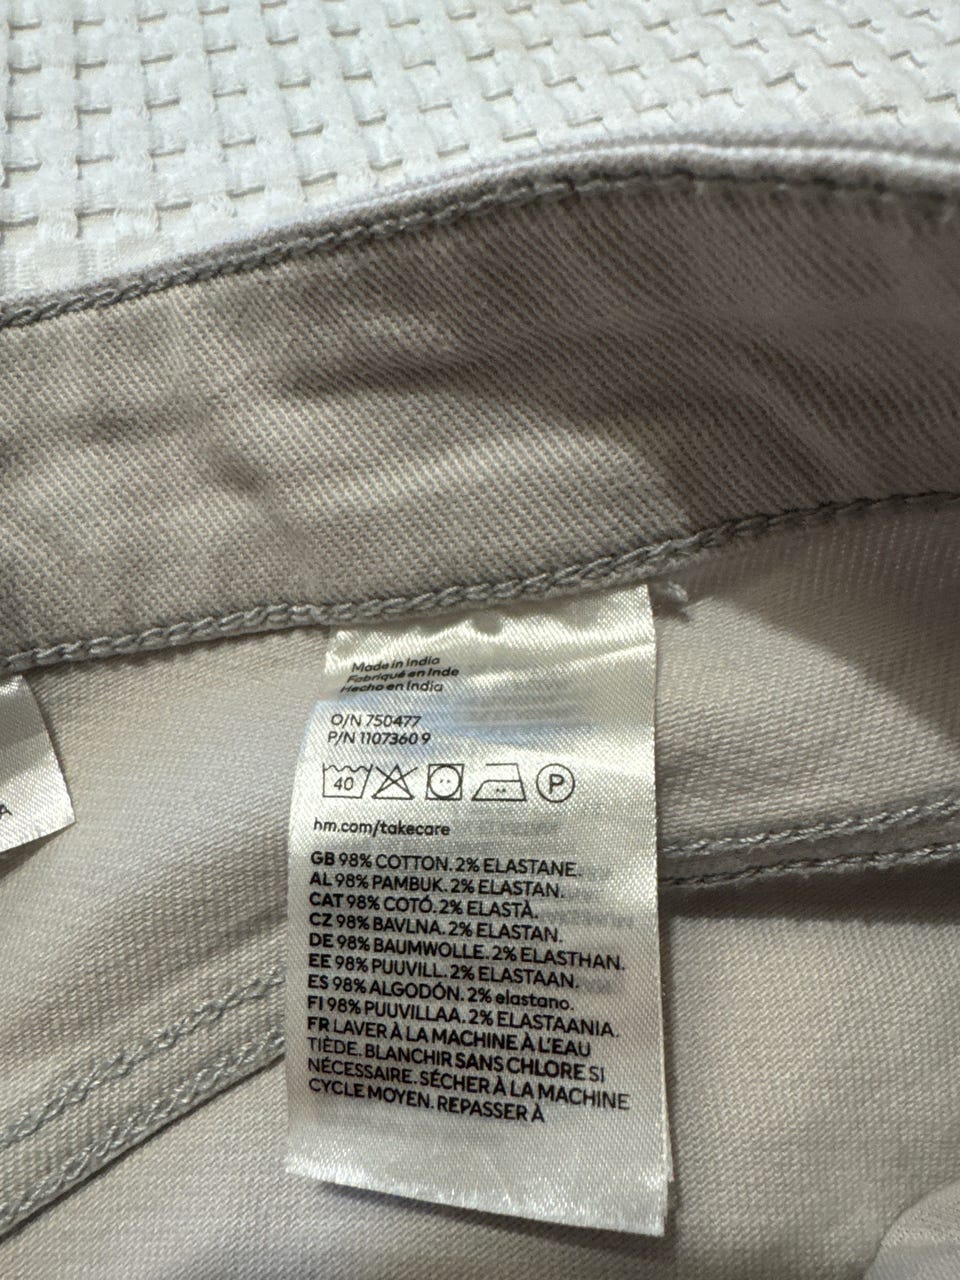 Made in India
Fabriqué en Inde
Hecho en India
O/N 750477
P/N 1107360 9
40
P
hm.com/takecare
GB 98% COTTON. 2% ELASTANE.
AL 98% PAMBUK. 2% ELASTAN.
CAT 98% COTÓ. 2% ELASTÀ.
CZ 98% BAVLNA. 2% ELASTAN.
DE 98% BAUMWOLLE. 2% ELASTHAN.
EE 98% PUUVILL. 2% ELASTAAN.
ES 98% ALGODÓN. 2% elastano.
FI 98% PUUVILLAA. 2% ELASTAANIA.
FR LAVER À LA MACHINE À L'EAU
TIÈDE. BLANCHIR SANS CHLORE SI
NÉCESSAIRE. SÉCHER À LA MACHINE
CYCLE MOYEN. REPASSER À
A